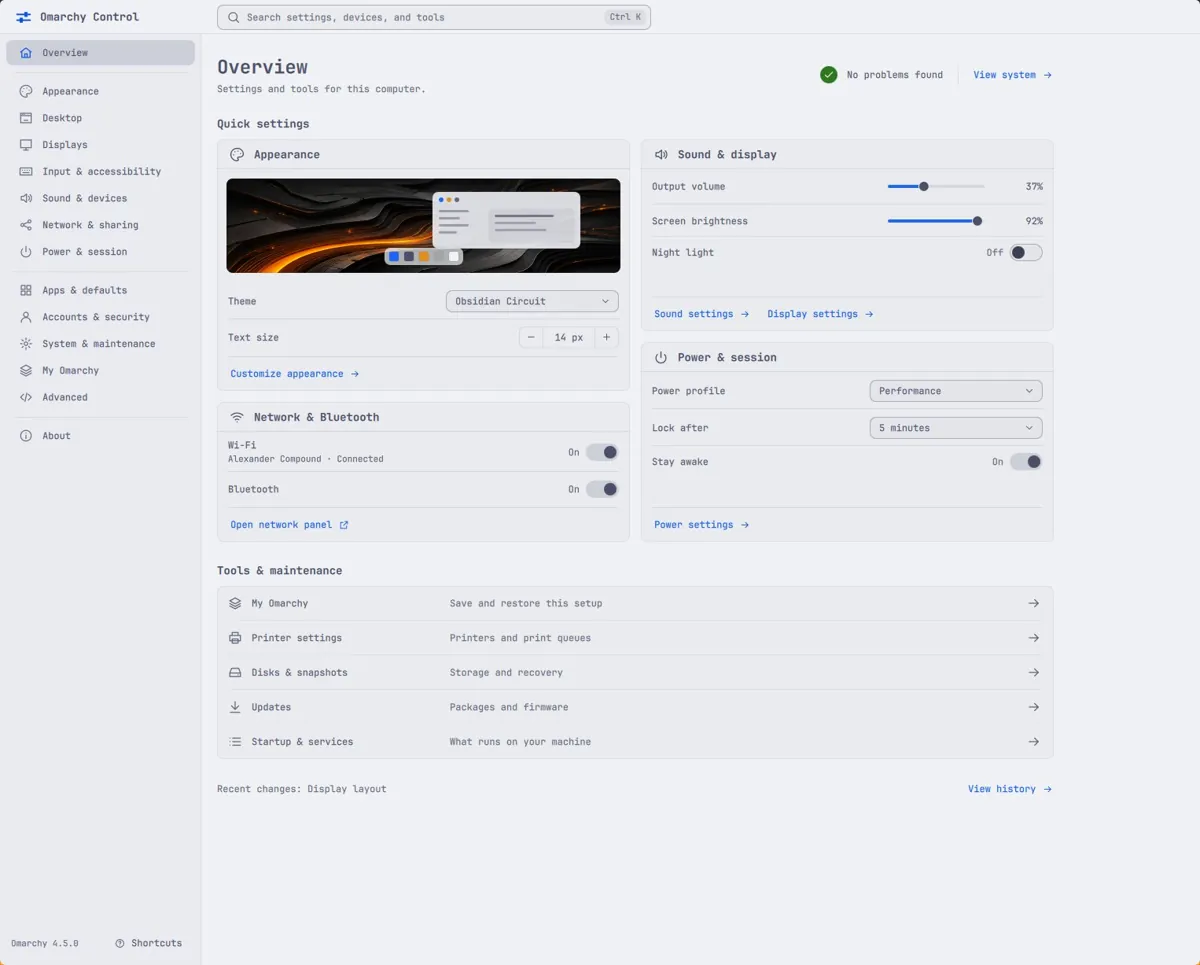 Omarchy Control
Search settings, devices, and tools
Ctrl K
Overview
Appearance
Desktop
Displays
Input & accessibility
Sound & devices
Network & sharing
Power & session
Apps & defaults
Accounts & security
System & maintenance
My Omarchy
Advanced
About
Omarchy 4.5.0
Shortcuts
Overview
Settings and tools for this computer.
No problems found
View system →
Quick settings
Appearance
Theme
Obsidian Circuit
Text size
− 14 px +
Customize appearance →
Network & Bluetooth
Wi-Fi
On
Alexander Compound · Connected
Bluetooth
On
Open network panel
Sound & display
Output volume
37%
Screen brightness
92%
Night light
Off
Sound settings →
Display settings →
Power & session
Power profile
Performance
Lock after
5 minutes
Stay awake
On
Power settings →
Tools & maintenance
My Omarchy
Save and restore this setup
Printer settings
Printers and print queues
Disks & snapshots
Storage and recovery
Updates
Packages and firmware
Startup & services
What runs on your machine
Recent changes: Display layout
View history →